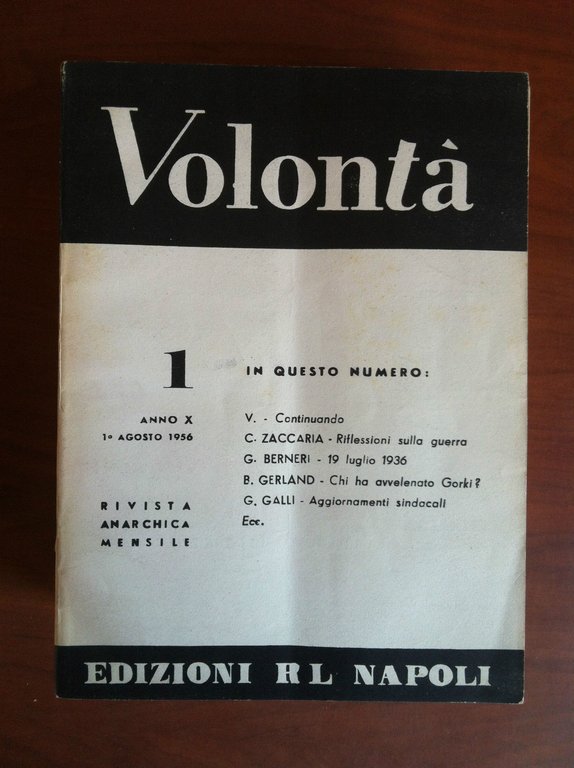 Volontà
1
ANNO X
1º AGOSTO 1956
RIVISTA
ANARCHICA
MENSILE
IN QUESTO NUMERO:
V. - Continuando
C. ZACCARIA - Riflessioni sulla guerra
G. BERNERI - 19 luglio 1936
B. GERLAND - Chi ha avvelenato Gorki?
G. GALLI - Aggiornamenti sindacali
Ecc.
EDIZIONI RL NAPOLI